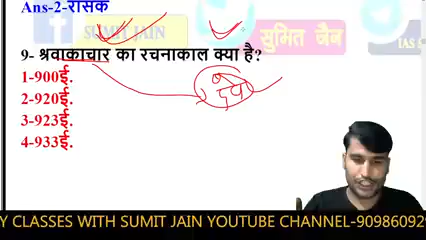 Ans-2-रासक
SUMIT JAIN
सुमित जैन
IAS
9- श्रवाकाचार का रचनाकाल क्या है?
1-900ई.
2-920ई.
3-923ई.
4-933ई.
Y CLASSES WITH SUMIT JAIN YOUTUBE CHANNEL-909860929